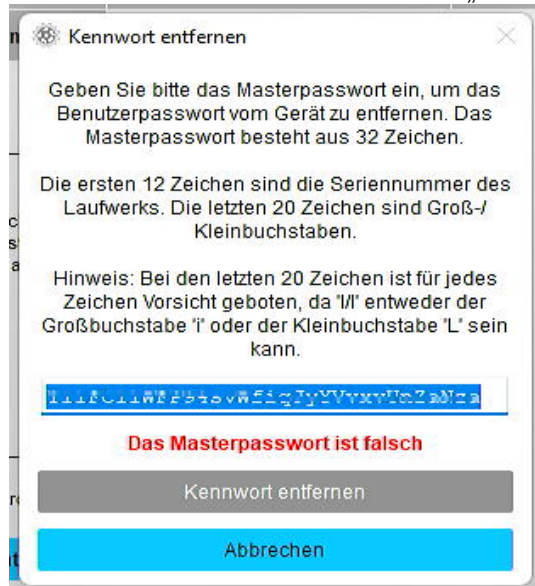 Kennwort entfernen
Geben Sie bitte das Masterpasswort ein, um das
Benutzerpasswort vom Gerät zu entfernen. Das
Masterpasswort besteht aus 32 Zeichen.
Die ersten 12 Zeichen sind die Seriennummer des
Laufwerks. Die letzten 20 Zeichen sind Groß-/
Kleinbuchstaben.
Hinweis: Bei den letzten 20 Zeichen ist für jedes
Zeichen Vorsicht geboten, da 'I/l' entweder der
Großbuchstabe 'i' oder der Kleinbuchstabe 'L' sein
kann.
Das Masterpasswort ist falsch
Kennwort entfernen
Abbrechen